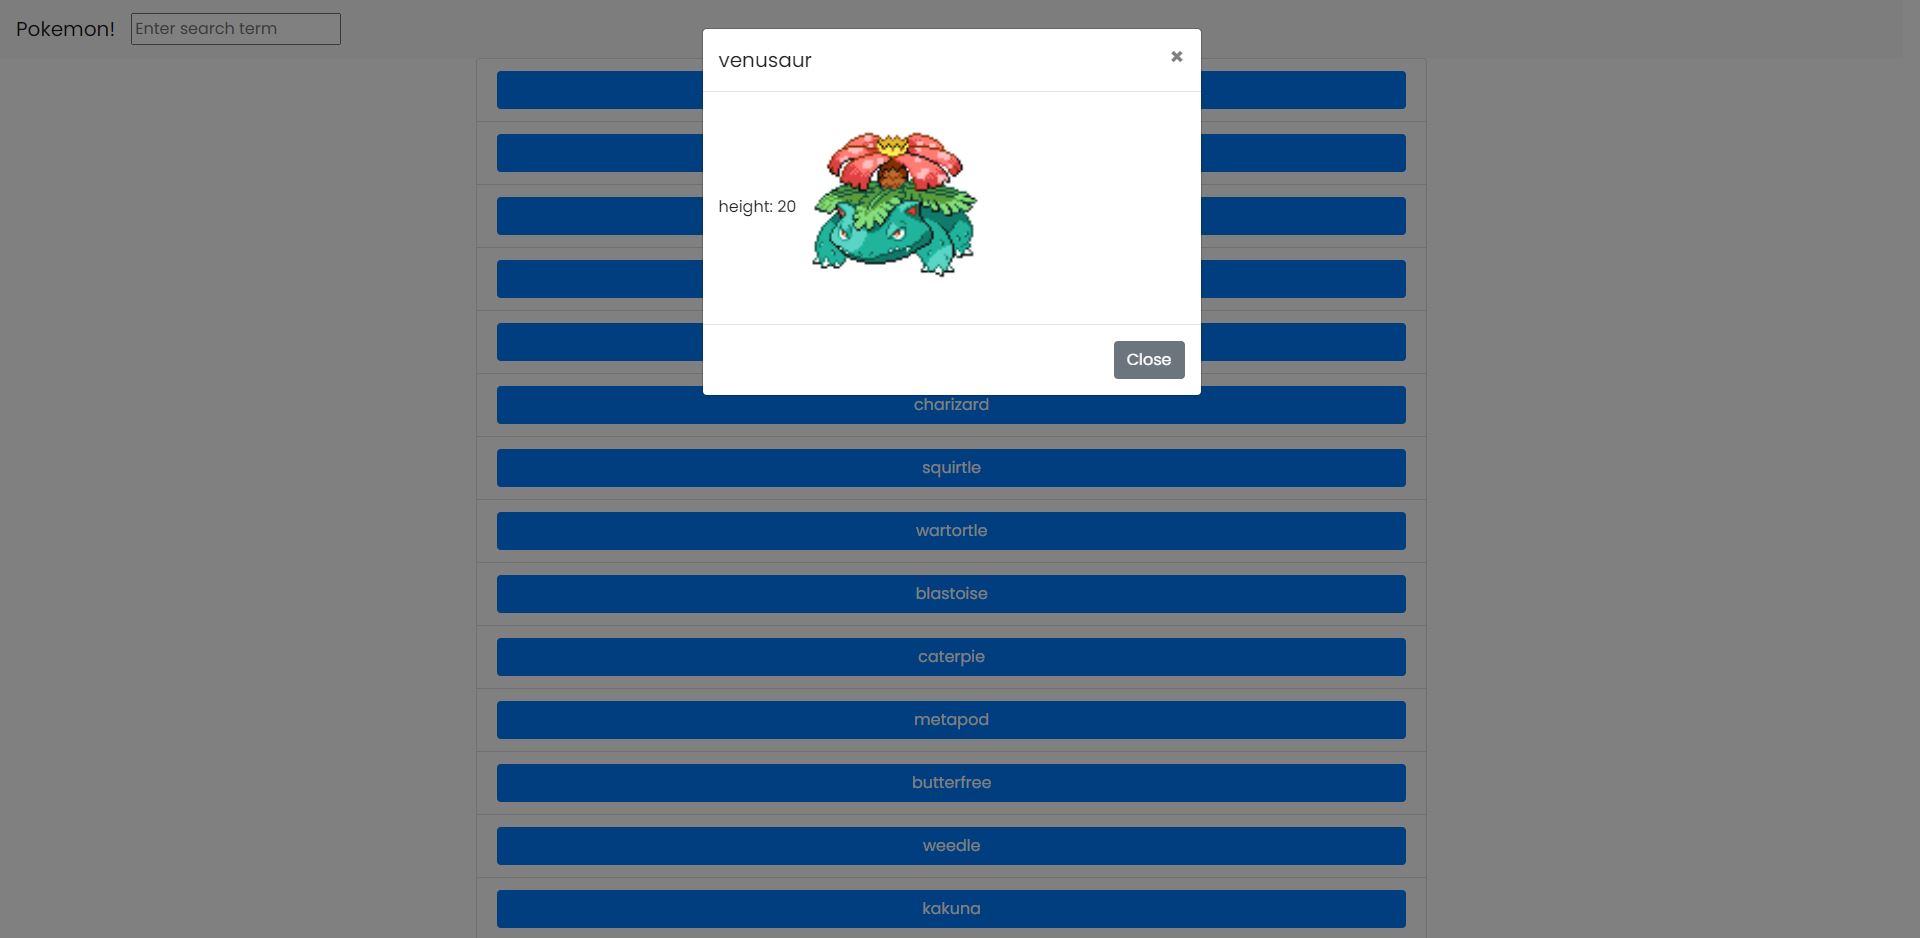 Pokemon! Enter search term
venusaur ×
height: 20
Close
charizard
squirtle
wartortle
blastoise
caterpie
metapod
butterfree
weedle
kakuna